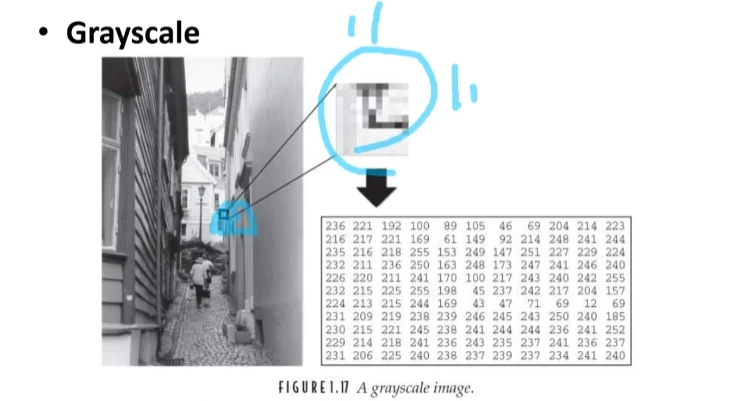 • Grayscale
11
11
236 221 192 100 89 105 46 69 204 214 223
216 217 221 169 61 149 92 214 248 241 244
235 216 218 255 153 249 147 251 227 229 224
232 211 236 250 163 248 173 247 241 246 240
226 220 211 241 170 100 217 243 240 242 255
232 215 225 255 198 45 237 242 217 204 157
224 213 215 244 169 43 47 71 69 12 69
231 209 219 238 239 246 245 243 250 240 185
230 215 221 245 238 241 244 244 236 241 252
229 214 218 241 236 243 235 237 241 236 237
231 206 225 240 238 237 239 237 234 241 240
FIGURE 1.17 A grayscale image.